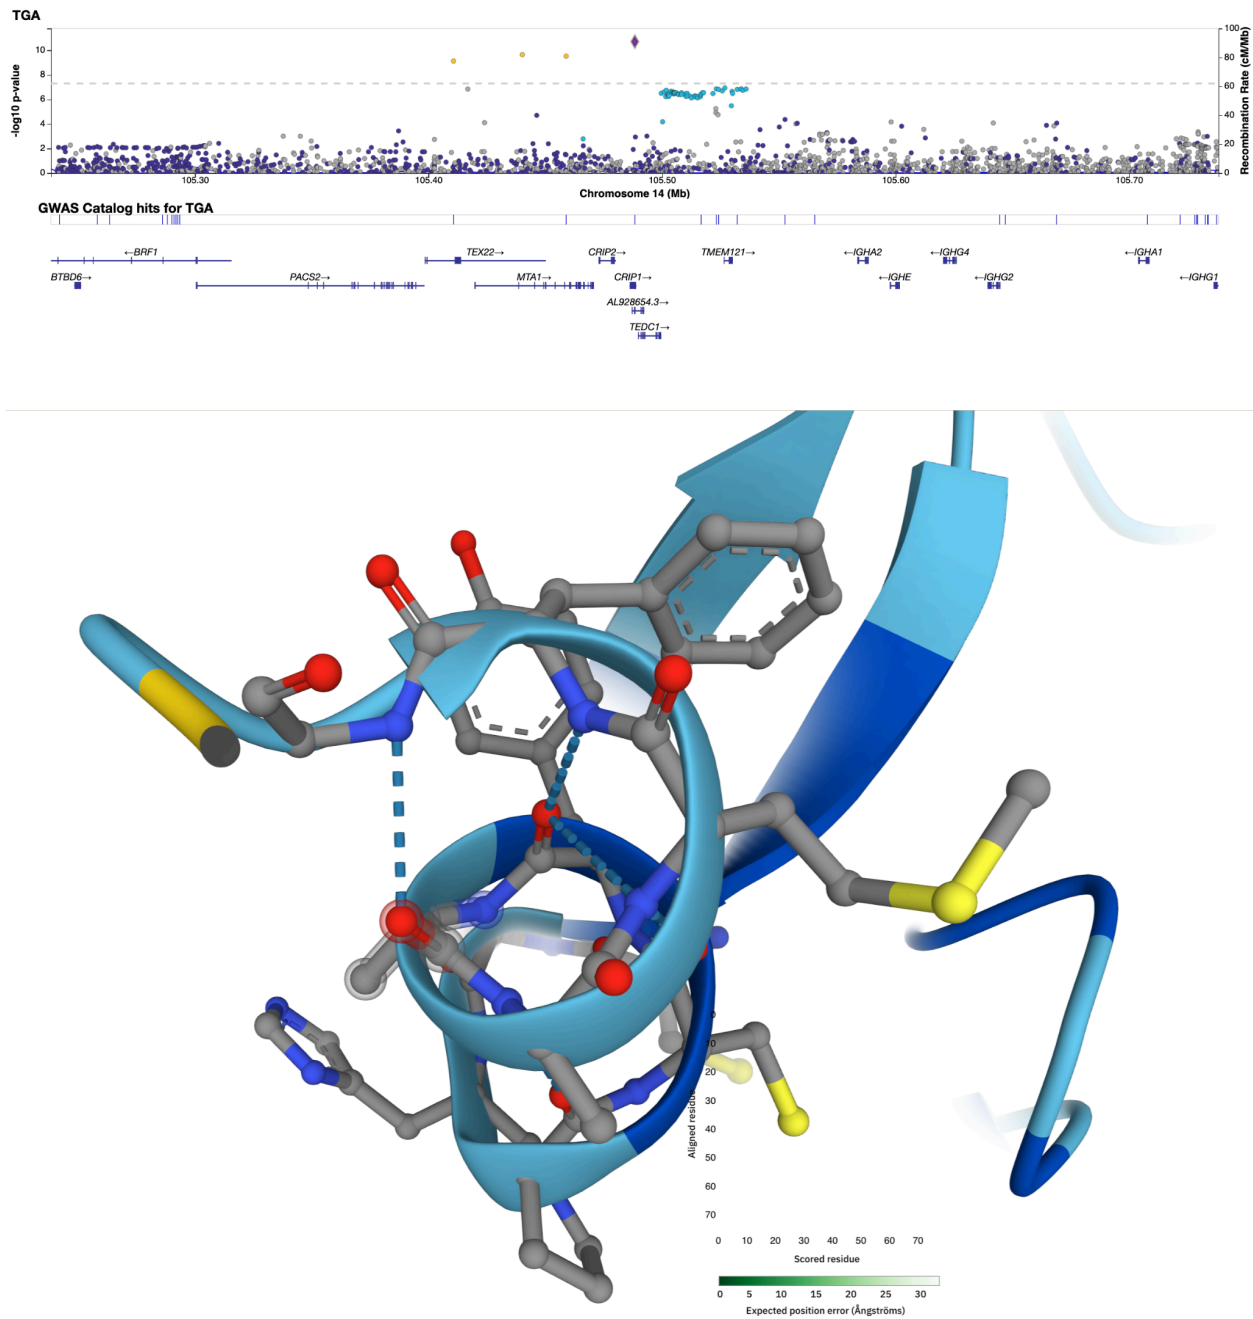 TGA
-log10 p-value
10
8
6
4
2
0
100
80
60
40
20
0
Recombination Rate (cM/Mb)
105.30
105.40
105.50
105.60
105.70
Chromosome 14 (Mb)
GWAS Catalog hits for TGA
←BRF1
TEX22→
CRIP2→
TMEM121→
←IGHA2
←IGHG4
←IGHA1
BTBD6→
PACS2→
MTA1→
CRIP1→
←IGHE
←IGHG2
←IGHG1
AL928654.3→
TEDC1→
0
10
20
30
40
50
60
70
Aligned residue
0 10 20 30 40 50 60 70
Scored residue
0 5 10 15 20 25 30
Expected position error (Ångströms)